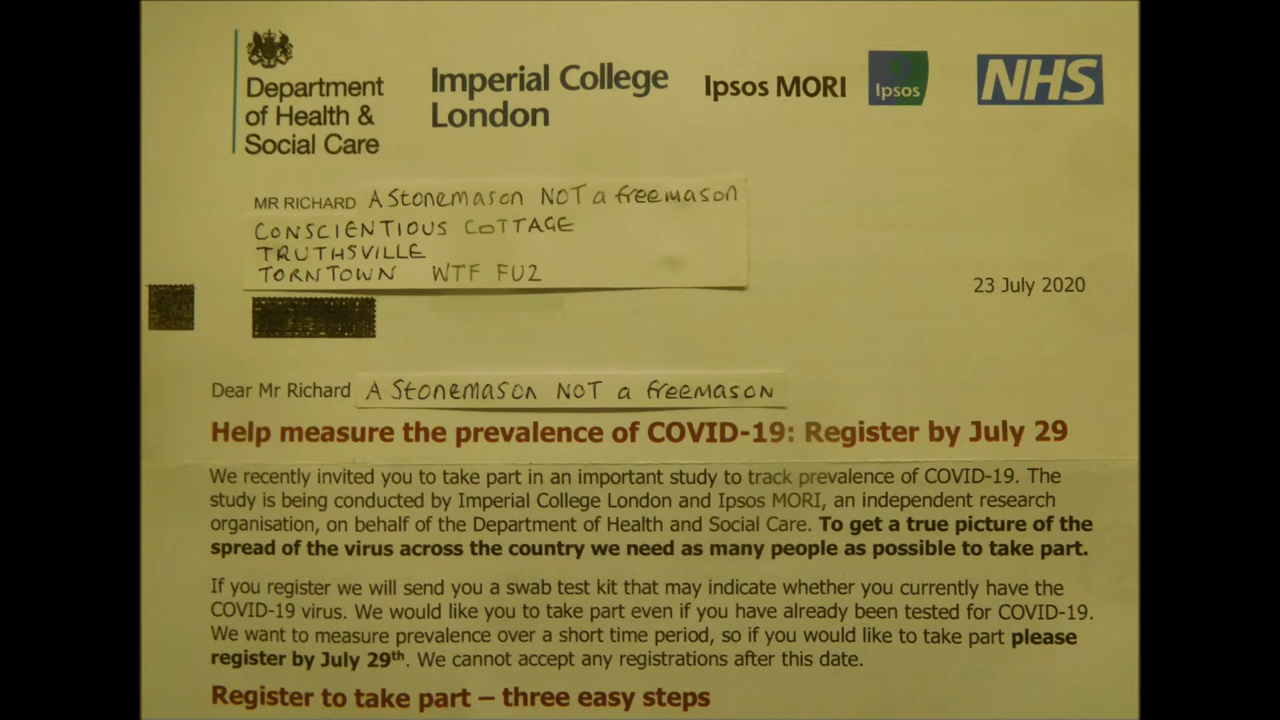 Department
of Health &
Social Care
Imperial College
London
Ipsos MORI
Ipsos
NHS
MR RICHARD A Stonemason NOT a freemason
CONSCIENTIOUS COTTAGE
TRUTHSVILLE
TORNTOWN WTF FU2
23 July 2020
Dear Mr Richard A Stonemason NOT a freemason
Help measure the prevalence of COVID-19: Register by July 29
We recently invited you to take part in an important study to track prevalence of COVID-19. The
study is being conducted by Imperial College London and Ipsos MORI, an independent research
organisation, on behalf of the Department of Health and Social Care. To get a true picture of the
spread of the virus across the country we need as many people as possible to take part.
If you register we will send you a swab test kit that may indicate whether you currently have the
COVID-19 virus. We would like you to take part even if you have already been tested for COVID-19.
We want to measure prevalence over a short time period, so if you would like to take part please
register by July 29th. We cannot accept any registrations after this date.
Register to take part – three easy steps